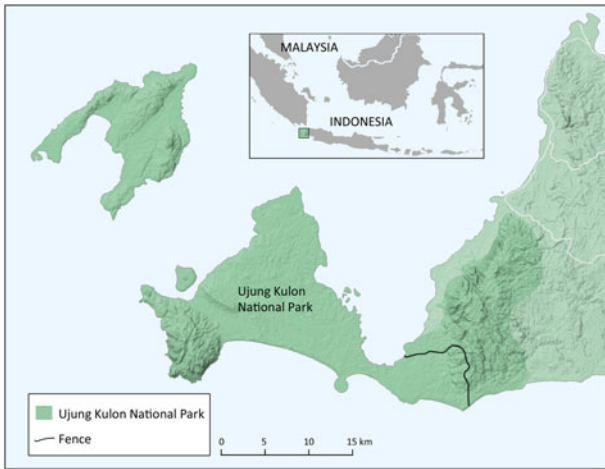 MALAYSIA
INDONESIA
Ujung Kulon
National Park
Ujung Kulon National Park
Fence
0 5 10 15 km